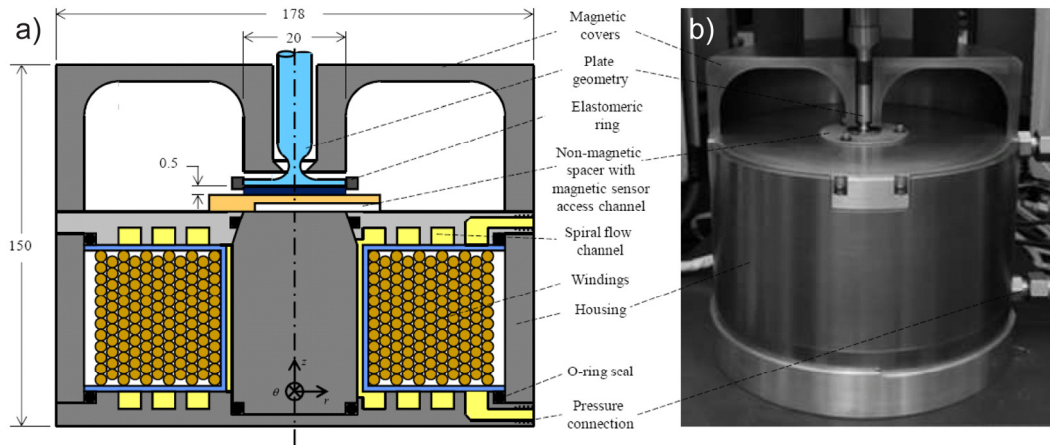 a)
178
20
150
0.5
z
θ
r
Magnetic
covers
Plate
geometry
Elastomeric
ring
Non-magnetic
spacer with
magnetic sensor
access channel
Spiral flow
channel
Windings
Housing
O-ring seal
Pressure
connection
b)